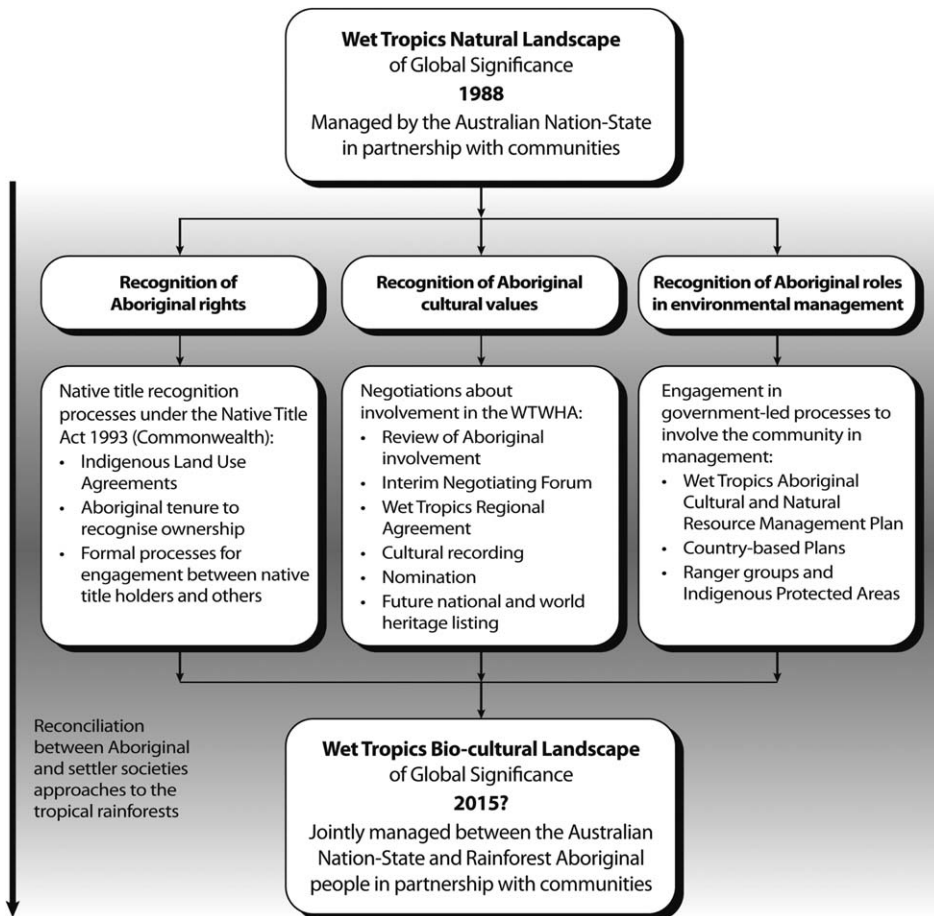 Wet Tropics Natural Landscape
of Global Significance
1988
Managed by the Australian Nation-State
in partnership with communities
Recognition of
Aboriginal rights
Recognition of Aboriginal
cultural values
Recognition of Aboriginal roles
in environmental management
Native title recognition
processes under the Native Title
Act 1993 (Commonwealth):
• Indigenous Land Use
Agreements
• Aboriginal tenure to
recognise ownership
• Formal processes for
engagement between native
title holders and others
Negotiations about
involvement in the WTWHA:
• Review of Aboriginal
involvement
• Interim Negotiating Forum
• Wet Tropics Regional
Agreement
• Cultural recording
• Nomination
• Future national and world
heritage listing
Engagement in
government-led processes to
involve the community in
management:
• Wet Tropics Aboriginal
Cultural and Natural
Resource Management Plan
• Country-based Plans
• Ranger groups and
Indigenous Protected Areas
Reconciliation
between Aboriginal
and settler societies
approaches to the
tropical rainforests
Wet Tropics Bio-cultural Landscape
of Global Significance
2015?
Jointly managed between the Australian
Nation-State and Rainforest Aboriginal
people in partnership with communities